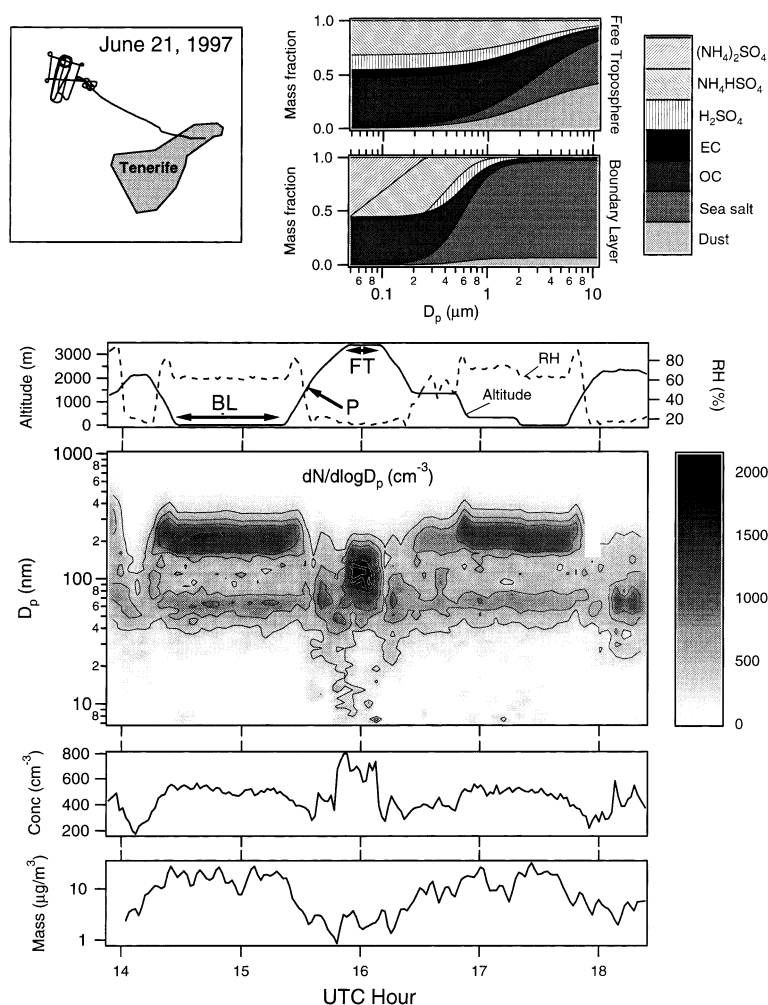 June 21, 1997
Tenerife
Mass fraction
1.0
0.5
0.0
Free Troposphere
Mass fraction
1.0
0.5
0.0
Boundary Layer
6 8 2 4 6 8 2 4 6 8
0.1 1 10
Dp (µm)
(NH4)2SO4
NH4HSO4
H2SO4
EC
OC
Sea salt
Dust
Altitude (m)
3000
2000
1000
0
BL
FT
P
RH
Altitude
80
60
40
20
RH (%)
dN/dlogDp (cm-3)
Dp (nm)
1000
8
6
4
2
100
8
6
4
2
10
8
2000
1500
1000
500
0
Conc (cm-3)
800
600
400
200
Mass (µg/m3)
10
1
14 15 16 17 18
UTC Hour